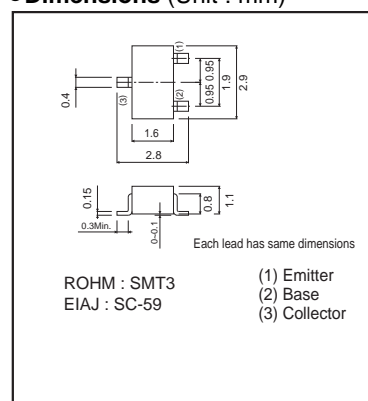 •Dimensions (Unit : mm)
(1)
0.4
(3)
(2)
0.95 0.95
1.9
2.9
1.6
2.8
0.15
0.3Min.
0~0.1
0.8
1.1
Each lead has same dimensions
ROHM : SMT3
EIAJ : SC-59
(1) Emitter
(2) Base
(3) Collector